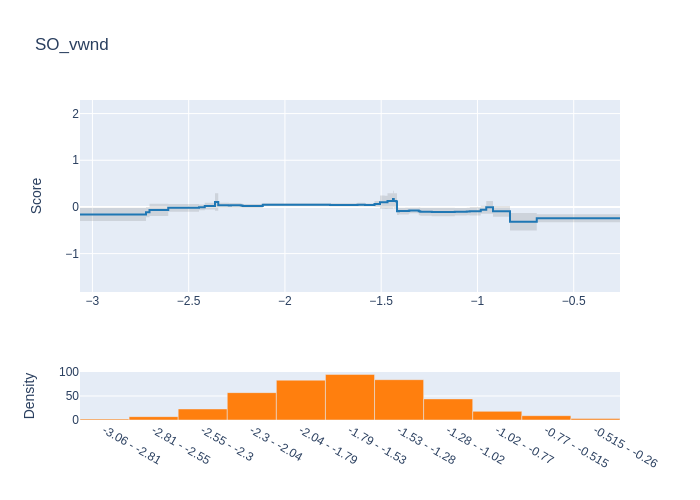 SO_vwnd
Score
2
1
0
−1
−3
−2.5
−2
−1.5
−1
−0.5
Density
100
50
0
-3.06 - -2.81
-2.81 - -2.55
-2.55 - -2.3
-2.3 - -2.04
-2.04 - -1.79
-1.79 - -1.53
-1.53 - -1.28
-1.28 - -1.02
-1.02 - -0.77
-0.77 - -0.515
-0.515 - -0.26